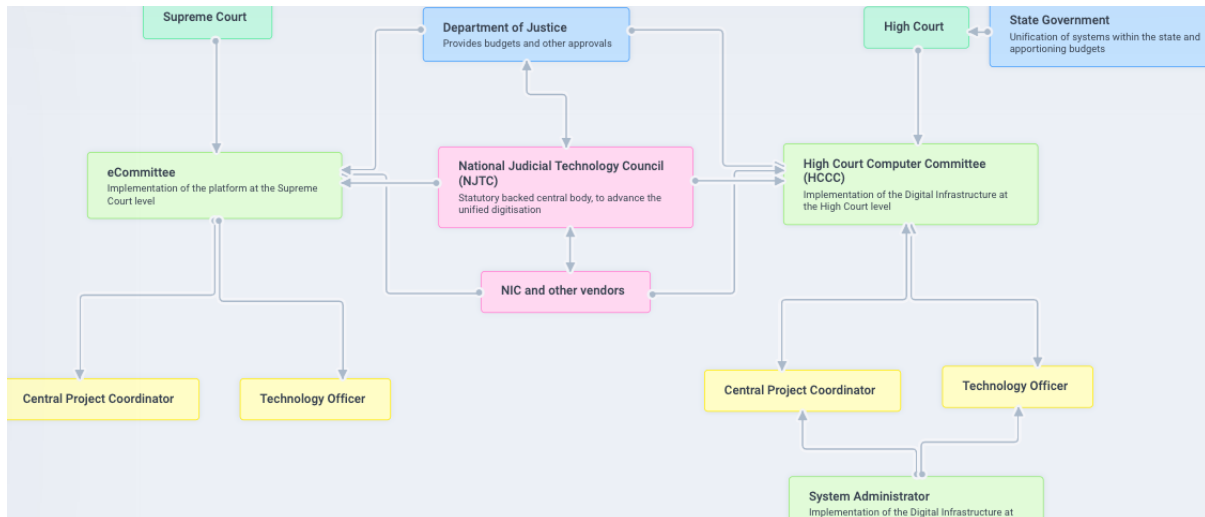 Supreme Court
Department of Justice
Provides budgets and other approvals
High Court
State Government
Unification of systems within the state and
apportioning budgets
eCommittee
Implementation of the platform at the Supreme
Court level
National Judicial Technology Council
(NJTC)
Statutory backed central body, to advance the
unified digitisation
High Court Computer Committee
(HCCC)
Implementation of the Digital Infrastructure at
the High Court level
NIC and other vendors
Central Project Coordinator
Technology Officer
Central Project Coordinator
Technology Officer
System Administrator
Implementation of the Digital Infrastructure at